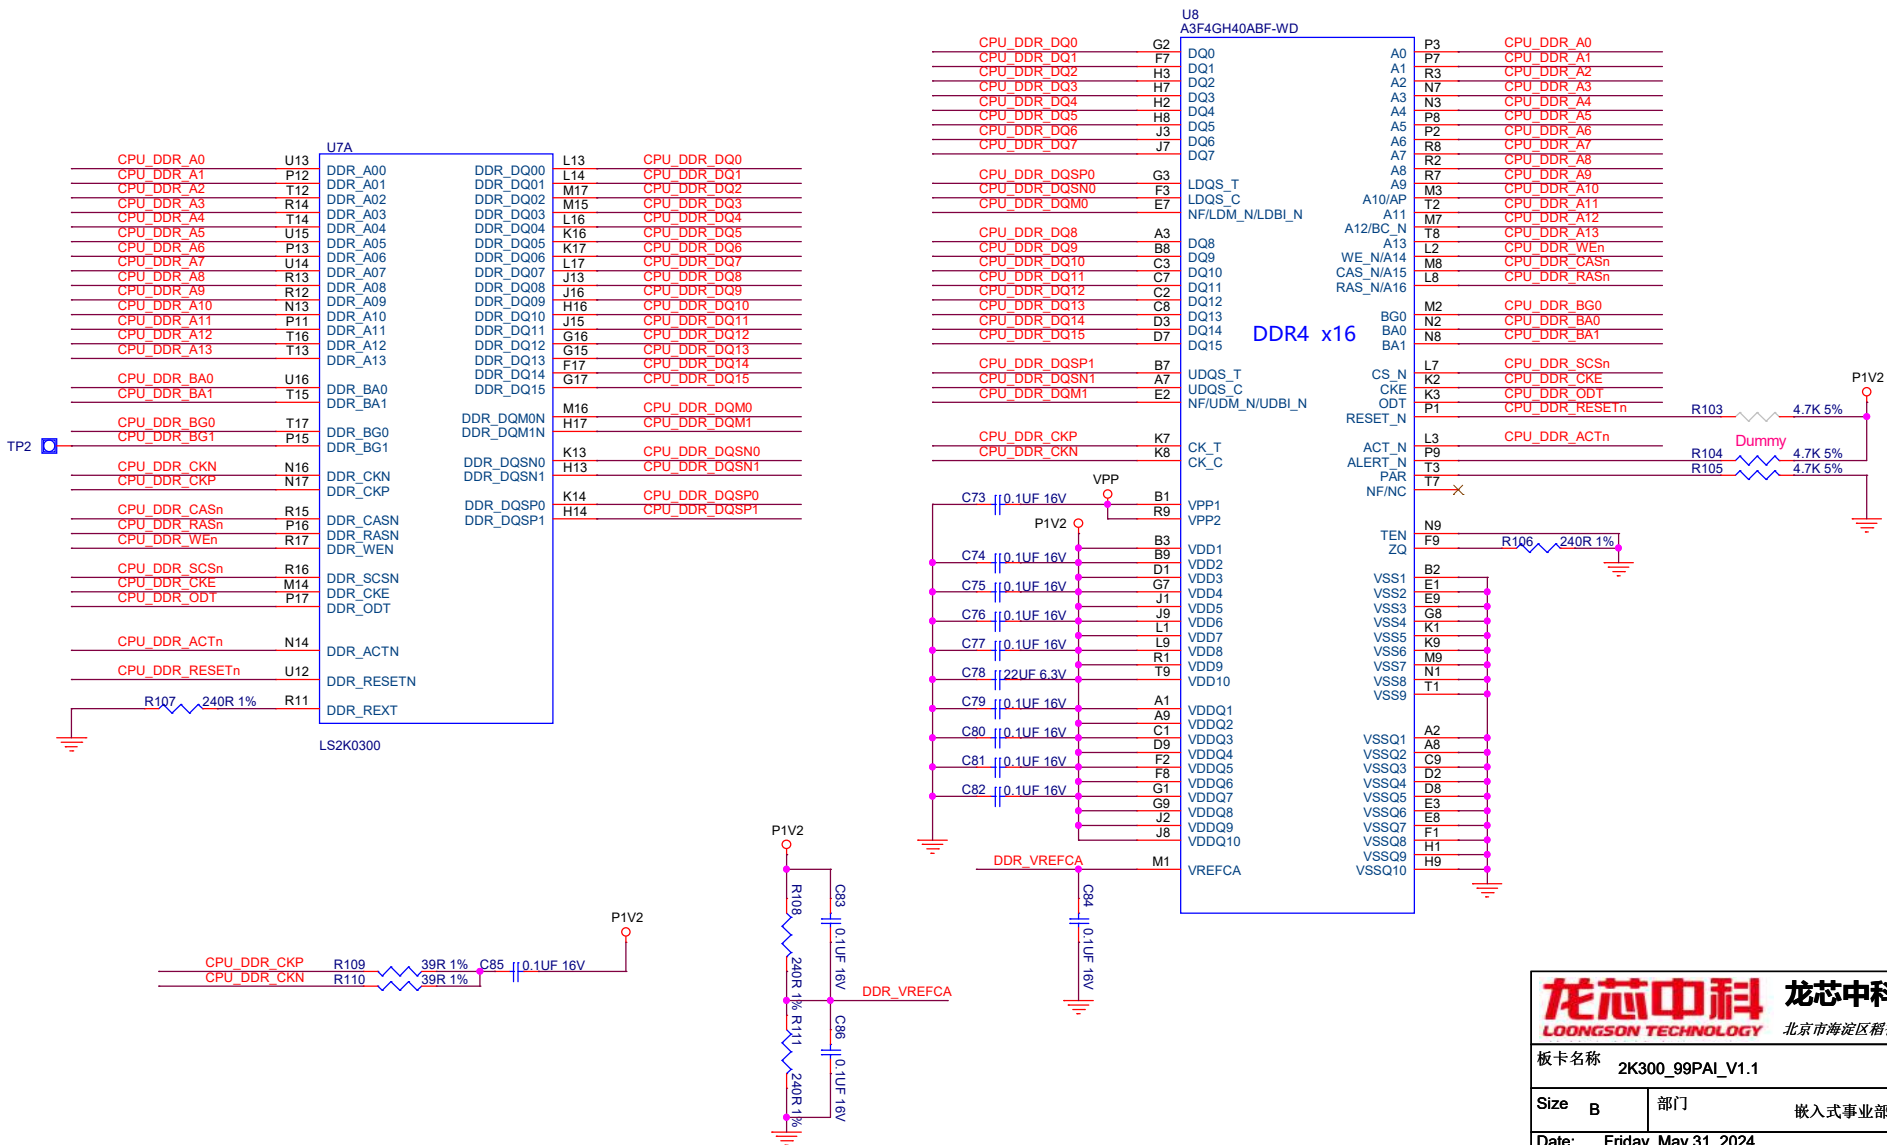 U7A
CPU_DDR_A0 U13 DDR_A00 DDR_DQ00 L13 CPU_DDR_DQ0
CPU_DDR_A1 P12 DDR_A01 DDR_DQ01 L14 CPU_DDR_DQ1
CPU_DDR_A2 T12 DDR_A02 DDR_DQ02 M17 CPU_DDR_DQ2
CPU_DDR_A3 R14 DDR_A03 DDR_DQ03 M15 CPU_DDR_DQ3
CPU_DDR_A4 T14 DDR_A04 DDR_DQ04 L16 CPU_DDR_DQ4
CPU_DDR_A5 U15 DDR_A05 DDR_DQ05 K16 CPU_DDR_DQ5
CPU_DDR_A6 P13 DDR_A06 DDR_DQ06 K17 CPU_DDR_DQ6
CPU_DDR_A7 U14 DDR_A07 DDR_DQ07 L17 CPU_DDR_DQ7
CPU_DDR_A8 R13 DDR_A08 DDR_DQ08 J13 CPU_DDR_DQ8
CPU_DDR_A9 R12 DDR_A09 DDR_DQ09 J16 CPU_DDR_DQ9
CPU_DDR_A10 N13 DDR_A10 DDR_DQ10 H16 CPU_DDR_DQ10
CPU_DDR_A11 P11 DDR_A11 DDR_DQ11 J15 CPU_DDR_DQ11
CPU_DDR_A12 T16 DDR_A12 DDR_DQ12 G16 CPU_DDR_DQ12
CPU_DDR_A13 T13 DDR_A13 DDR_DQ13 G15 CPU_DDR_DQ13
DDR_DQ14 F17 CPU_DDR_DQ14
CPU_DDR_BA0 U16 DDR_BA0 DDR_DQ15 G17 CPU_DDR_DQ15
CPU_DDR_BA1 T15 DDR_BA1
DDR_DQM0N M16 CPU_DDR_DQM0
CPU_DDR_BG0 T17 DDR_BG0 DDR_DQM1N H17 CPU_DDR_DQM1
TP2 CPU_DDR_BG1 P15 DDR_BG1
DDR_DQSN0 K13 CPU_DDR_DQSN0
CPU_DDR_CKN N16 DDR_CKN DDR_DQSN1 H13 CPU_DDR_DQSN1
CPU_DDR_CKP N17 DDR_CKP
DDR_DQSP0 K14 CPU_DDR_DQSP0
CPU_DDR_CASn R15 DDR_CASN DDR_DQSP1 H14 CPU_DDR_DQSP1
CPU_DDR_RASn P16 DDR_RASN
CPU_DDR_WEn R17 DDR_WEN
CPU_DDR_SCSn R16 DDR_SCSN
CPU_DDR_CKE M14 DDR_CKE
CPU_DDR_ODT P17 DDR_ODT
CPU_DDR_ACTn N14 DDR_ACTN
CPU_DDR_RESETn U12 DDR_RESETN
R107 240R 1% R11 DDR_REXT
LS2K0300
U8
A3F4GH40ABF-WD
CPU_DDR_DQ0 G2 DQ0 A0 P3 CPU_DDR_A0
CPU_DDR_DQ1 F7 DQ1 A1 P7 CPU_DDR_A1
CPU_DDR_DQ2 H3 DQ2 A2 R3 CPU_DDR_A2
CPU_DDR_DQ3 H7 DQ3 A3 N7 CPU_DDR_A3
CPU_DDR_DQ4 H2 DQ4 A4 N3 CPU_DDR_A4
CPU_DDR_DQ5 H8 DQ5 A5 P8 CPU_DDR_A5
CPU_DDR_DQ6 J3 DQ6 A6 P2 CPU_DDR_A6
CPU_DDR_DQ7 J7 DQ7 A7 R8 CPU_DDR_A7
A8 R2 CPU_DDR_A8
CPU_DDR_DQSP0 G3 LDQS_T A9 R7 CPU_DDR_A9
CPU_DDR_DQSN0 F3 LDQS_C A10/AP M3 CPU_DDR_A10
CPU_DDR_DQM0 E7 NF/LDM_N/LDBI_N A11 T2 CPU_DDR_A11
A12/BC_N M7 CPU_DDR_A12
CPU_DDR_DQ8 A3 DQ8 A13 T8 CPU_DDR_A13
CPU_DDR_DQ9 B8 DQ9 WE_N/A14 L2 CPU_DDR_WEn
CPU_DDR_DQ10 C3 DQ10 CAS_N/A15 M8 CPU_DDR_CASn
CPU_DDR_DQ11 C7 DQ11 RAS_N/A16 L8 CPU_DDR_RASn
CPU_DDR_DQ12 C2 DQ12
CPU_DDR_DQ13 C8 DQ13 BG0 M2 CPU_DDR_BG0
CPU_DDR_DQ14 D3 DQ14 BA0 N2 CPU_DDR_BA0
CPU_DDR_DQ15 D7 DQ15 BA1 N8 CPU_DDR_BA1
DDR4 x16
CPU_DDR_DQSP1 B7 UDQS_T CS_N L7 CPU_DDR_SCSn
CPU_DDR_DQSN1 A7 UDQS_C CKE K2 CPU_DDR_CKE
CPU_DDR_DQM1 E2 NF/UDM_N/UDBI_N ODT K3 CPU_DDR_ODT
P1V2
RESET_N P1 CPU_DDR_RESETn R103 4.7K 5%
CPU_DDR_CKP K7 CK_T ACT_N L3 CPU_DDR_ACTn Dummy
CPU_DDR_CKN K8 CK_C ALERT_N P9 R104 4.7K 5%
PAR T3 R105 4.7K 5%
NF/NC T7
VPP
C73 0.1UF 16V B1 VPP1
R9 VPP2
P1V2
TEN N9
ZQ F9 R106 240R 1%
B3 VDD1
C74 0.1UF 16V B9 VDD2
D1 VDD3 VSS1 B2
C75 0.1UF 16V G7 VDD4 VSS2 E1
J1 VDD5 VSS3 E9
C76 0.1UF 16V J9 VDD6 VSS4 G8
L1 VDD7 VSS5 K1
C77 0.1UF 16V L9 VDD8 VSS6 K9
R1 VDD9 VSS7 M9
C78 22UF 6.3V T9 VDD10 VSS8 N1
VSS9 T1
C79 0.1UF 16V A1 VDDQ1
A9 VDDQ2
C80 0.1UF 16V C1 VDDQ3 VSSQ1 A2
D9 VDDQ4 VSSQ2 A8
C81 0.1UF 16V F2 VDDQ5 VSSQ3 C9
F8 VDDQ6 VSSQ4 D2
C82 0.1UF 16V G1 VDDQ7 VSSQ5 D8
G9 VDDQ8 VSSQ6 E3
J2 VDDQ9 VSSQ7 E8
J8 VDDQ10 VSSQ8 F1
VSSQ9 H1
DDR_VREFCA M1 VREFCA VSSQ10 H9
C84 0.1UF 16V
P1V2
R108 240R 1%
C83 0.1UF 16V
DDR_VREFCA
R111 240R 1%
C86 0.1UF 16V
P1V2
CPU_DDR_CKP R109 39R 1% C85 0.1UF 16V
CPU_DDR_CKN R110 39R 1%
龙芯中科 龙芯中科
LOONGSON TECHNOLOGY 北京市海淀区稻
板卡名称 2K300_99PAI_V1.1
Size B 部门 嵌入式事业部
Date: Friday, May 31, 2024